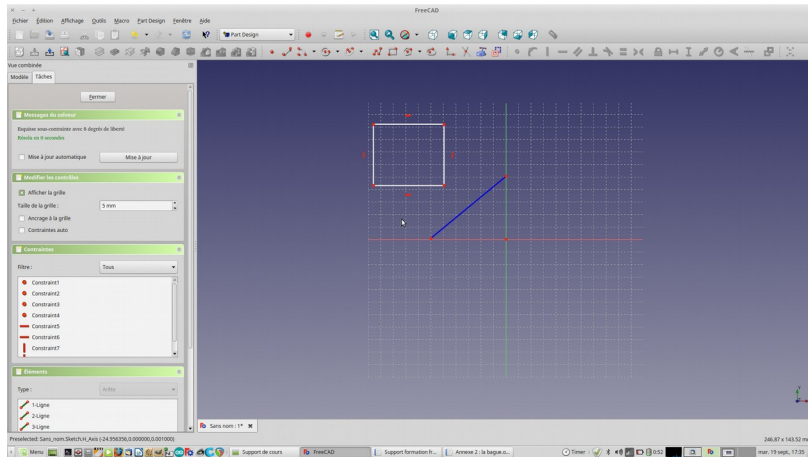 FreeCAD
Fichier Édition Affichage Outils Macro Part Design Fenêtre Aide
Part Design
Vue combinée
Modèle Tâches
Fermer
Messages du solveur
Esquisse sous-contrainte avec 8 degrés de liberté
Résolu en 0 secondes
Mise à jour automatique Mise à jour
Modifier les contrôles
Afficher la grille
Taille de la grille : 5 mm
Ancrage à la grille
Contraintes auto
Contraintes
Filtre : Tous
Constraint1
Constraint2
Constraint3
Constraint4
Constraint5
Constraint6
Constraint7
Éléments
Type : Arête
1-Ligne
2-Ligne
3-Ligne
Sans nom : 1*
Preselected: Sans_nom.Sketch.H_Axis (-24.956356,0.000000,0.001000) 246.87 x 143.52 mm
Menu Support de cours FreeCAD Support formation fr... Annexe 2 : la bague.o... Timer 0:52 mar. 19 sept., 17:35